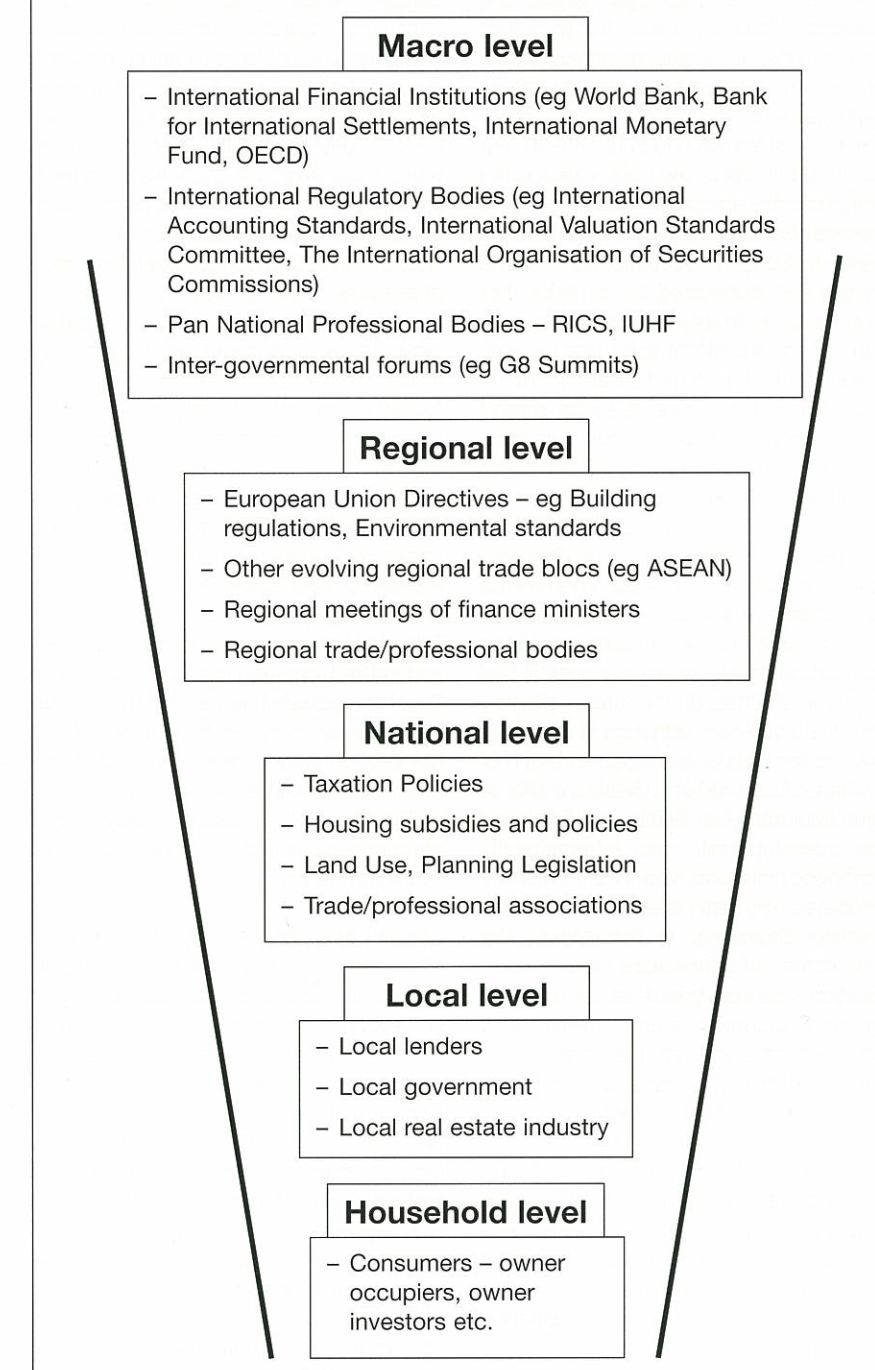 Macro level
– International Financial Institutions (eg World Bank, Bank
for International Settlements, International Monetary
Fund, OECD)
– International Regulatory Bodies (eg International
Accounting Standards, International Valuation Standards
Committee, The International Organisation of Securities
Commissions)
– Pan National Professional Bodies – RICS, IUHF
– Inter-governmental forums (eg G8 Summits)
Regional level
– European Union Directives – eg Building
regulations, Environmental standards
– Other evolving regional trade blocs (eg ASEAN)
– Regional meetings of finance ministers
– Regional trade/professional bodies
National level
– Taxation Policies
– Housing subsidies and policies
– Land Use, Planning Legislation
– Trade/professional associations
Local level
– Local lenders
– Local government
– Local real estate industry
Household level
– Consumers – owner
occupiers, owner
investors etc.